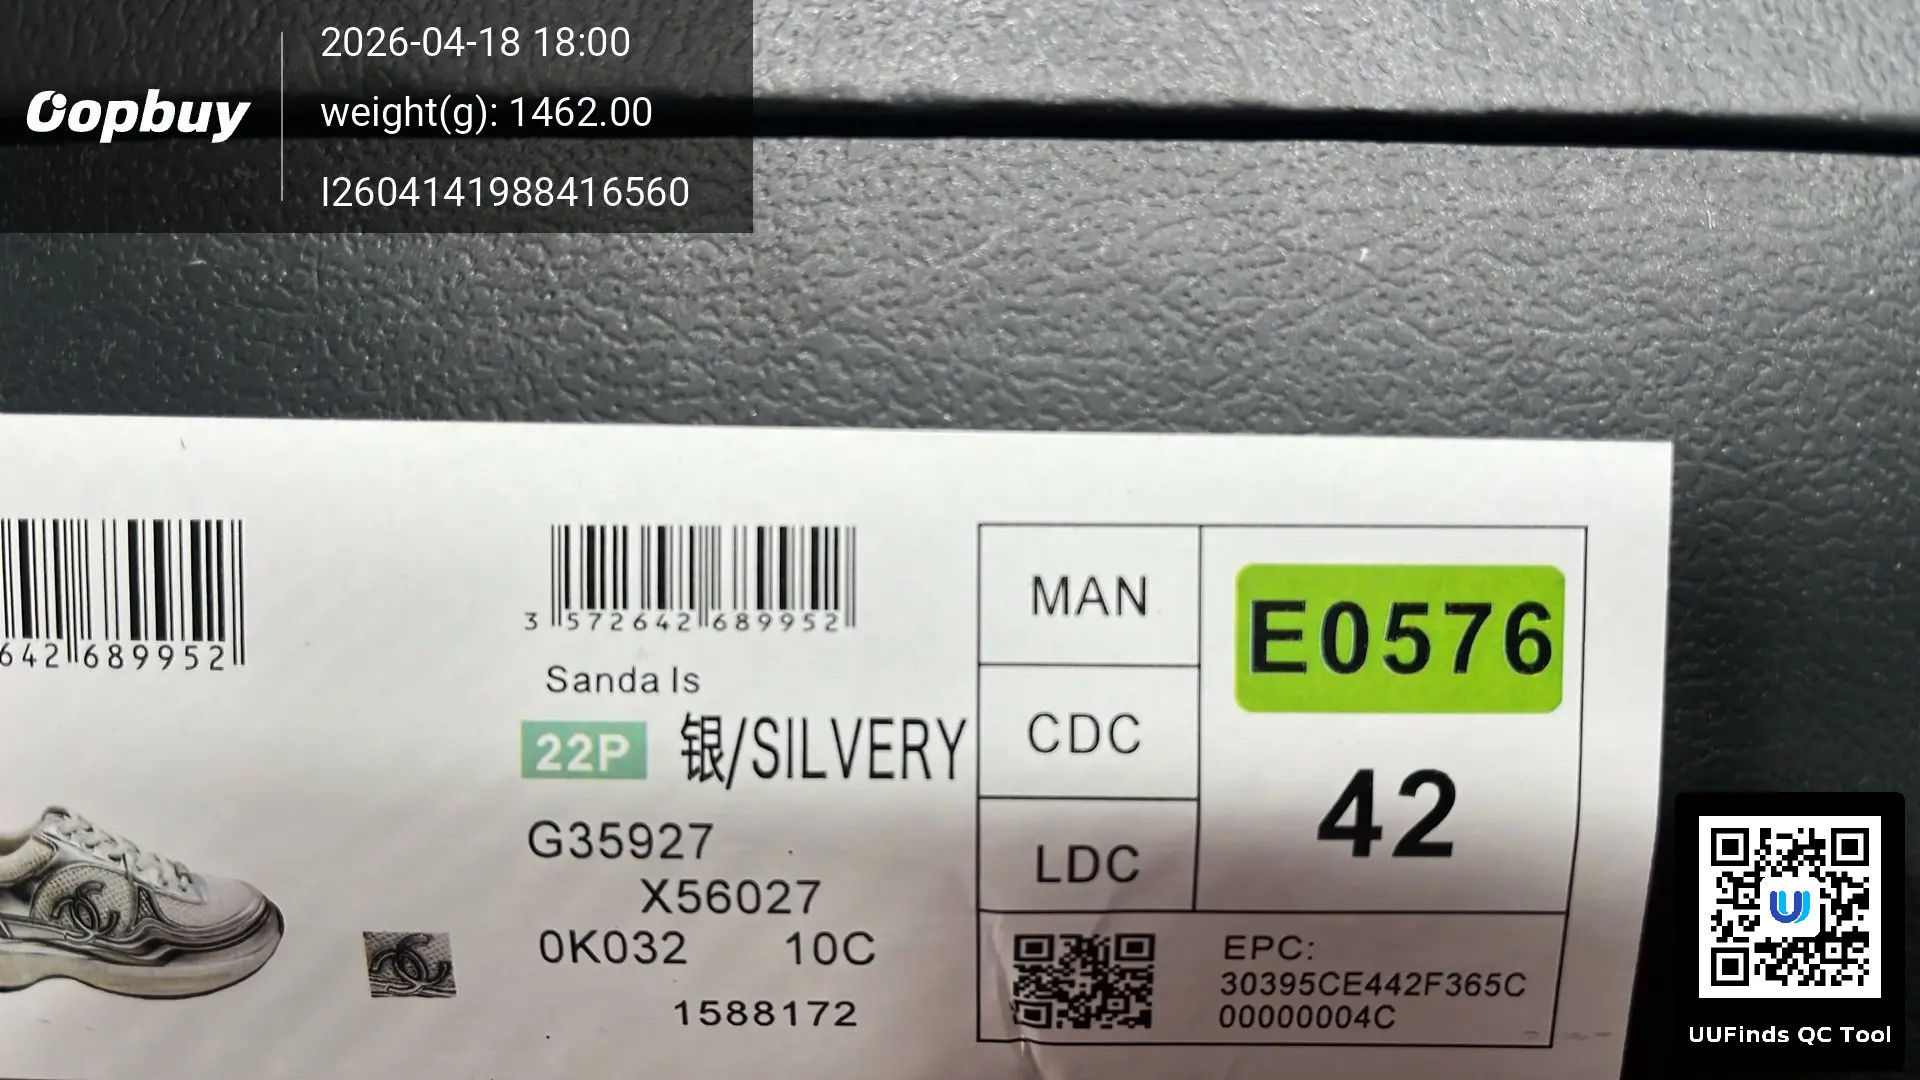 Oopbuy
2026-04-18 18:00
weight(g): 1462.00
I2604141988416560
642 689952
3 572642 689952
Sanda ls
22P 银/SILVERY
G35927
X56027
0K032 10C
1588172
MAN
CDC
LDC
E0576
42
EPC:
30395CE442F365C
00000004C
UUFinds QC Tool